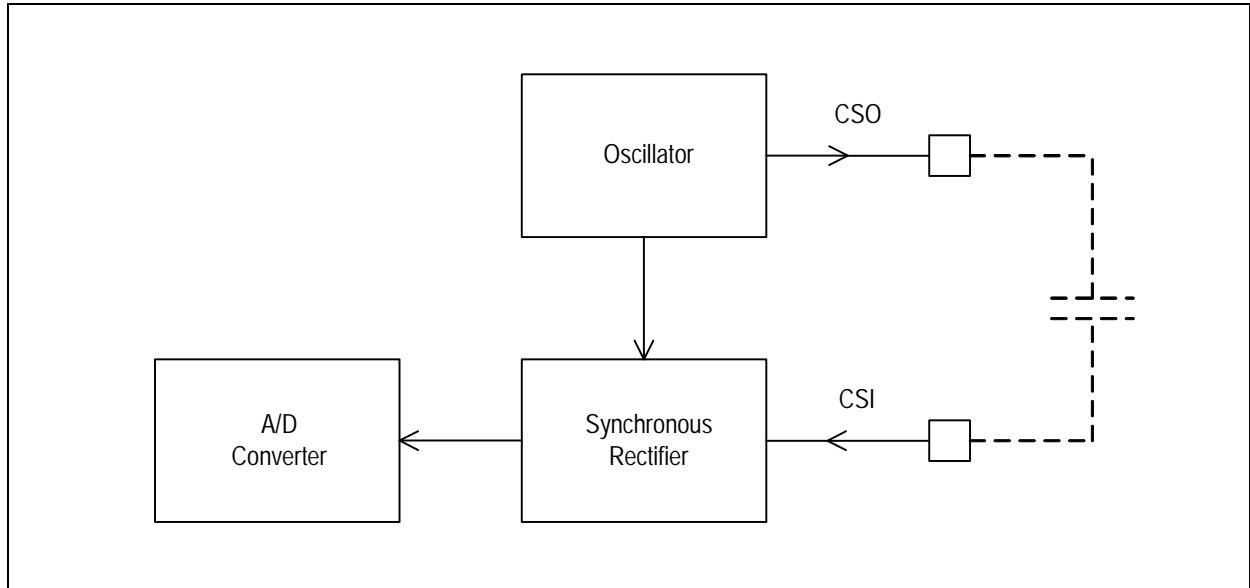 Oscillator
CSO
A/D
Converter
Synchronous
Rectifier
CSI